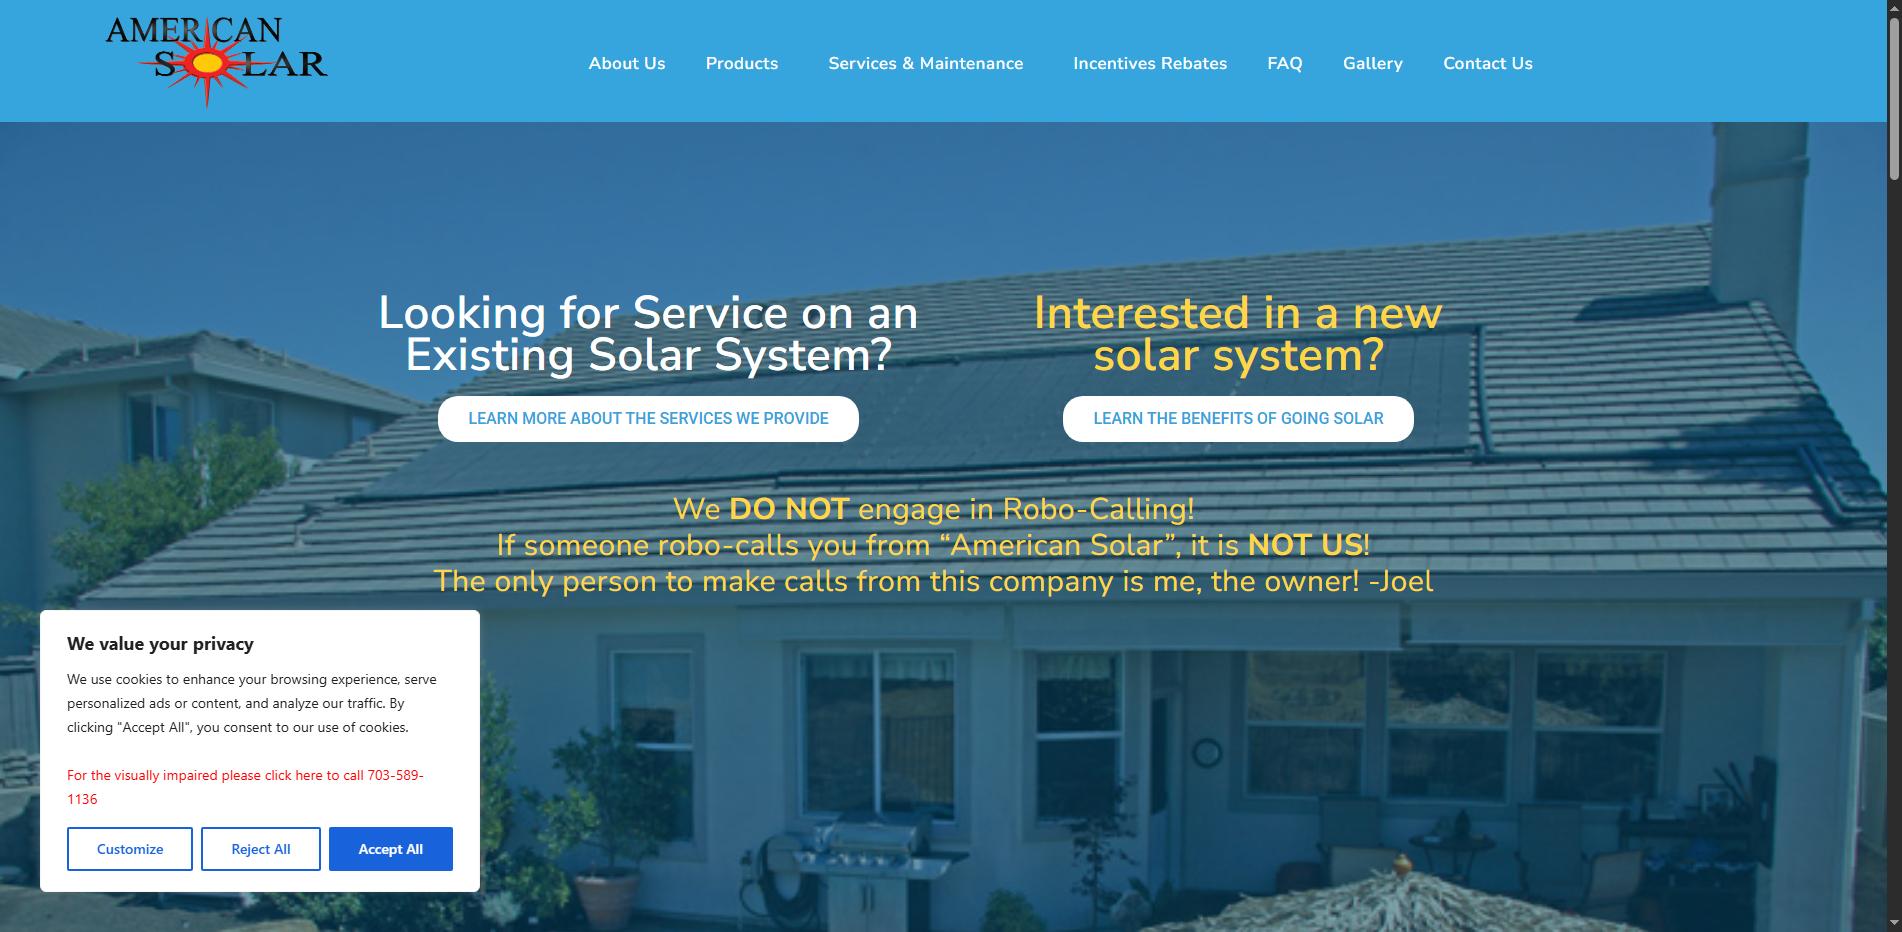 AMERICAN
SOLAR
About Us
Products
Services & Maintenance
Incentives Rebates
FAQ
Gallery
Contact Us
Looking for Service on an
Existing Solar System?
LEARN MORE ABOUT THE SERVICES WE PROVIDE
Interested in a new
solar system?
LEARN THE BENEFITS OF GOING SOLAR
We DO NOT engage in Robo-Calling!
If someone robo-calls you from “American Solar”, it is NOT US!
The only person to make calls from this company is me, the owner! -Joel
We value your privacy
We use cookies to enhance your browsing experience, serve
personalized ads or content, and analyze our traffic. By
clicking "Accept All", you consent to our use of cookies.
For the visually impaired please click here to call 703-589-
1136
Customize
Reject All
Accept All